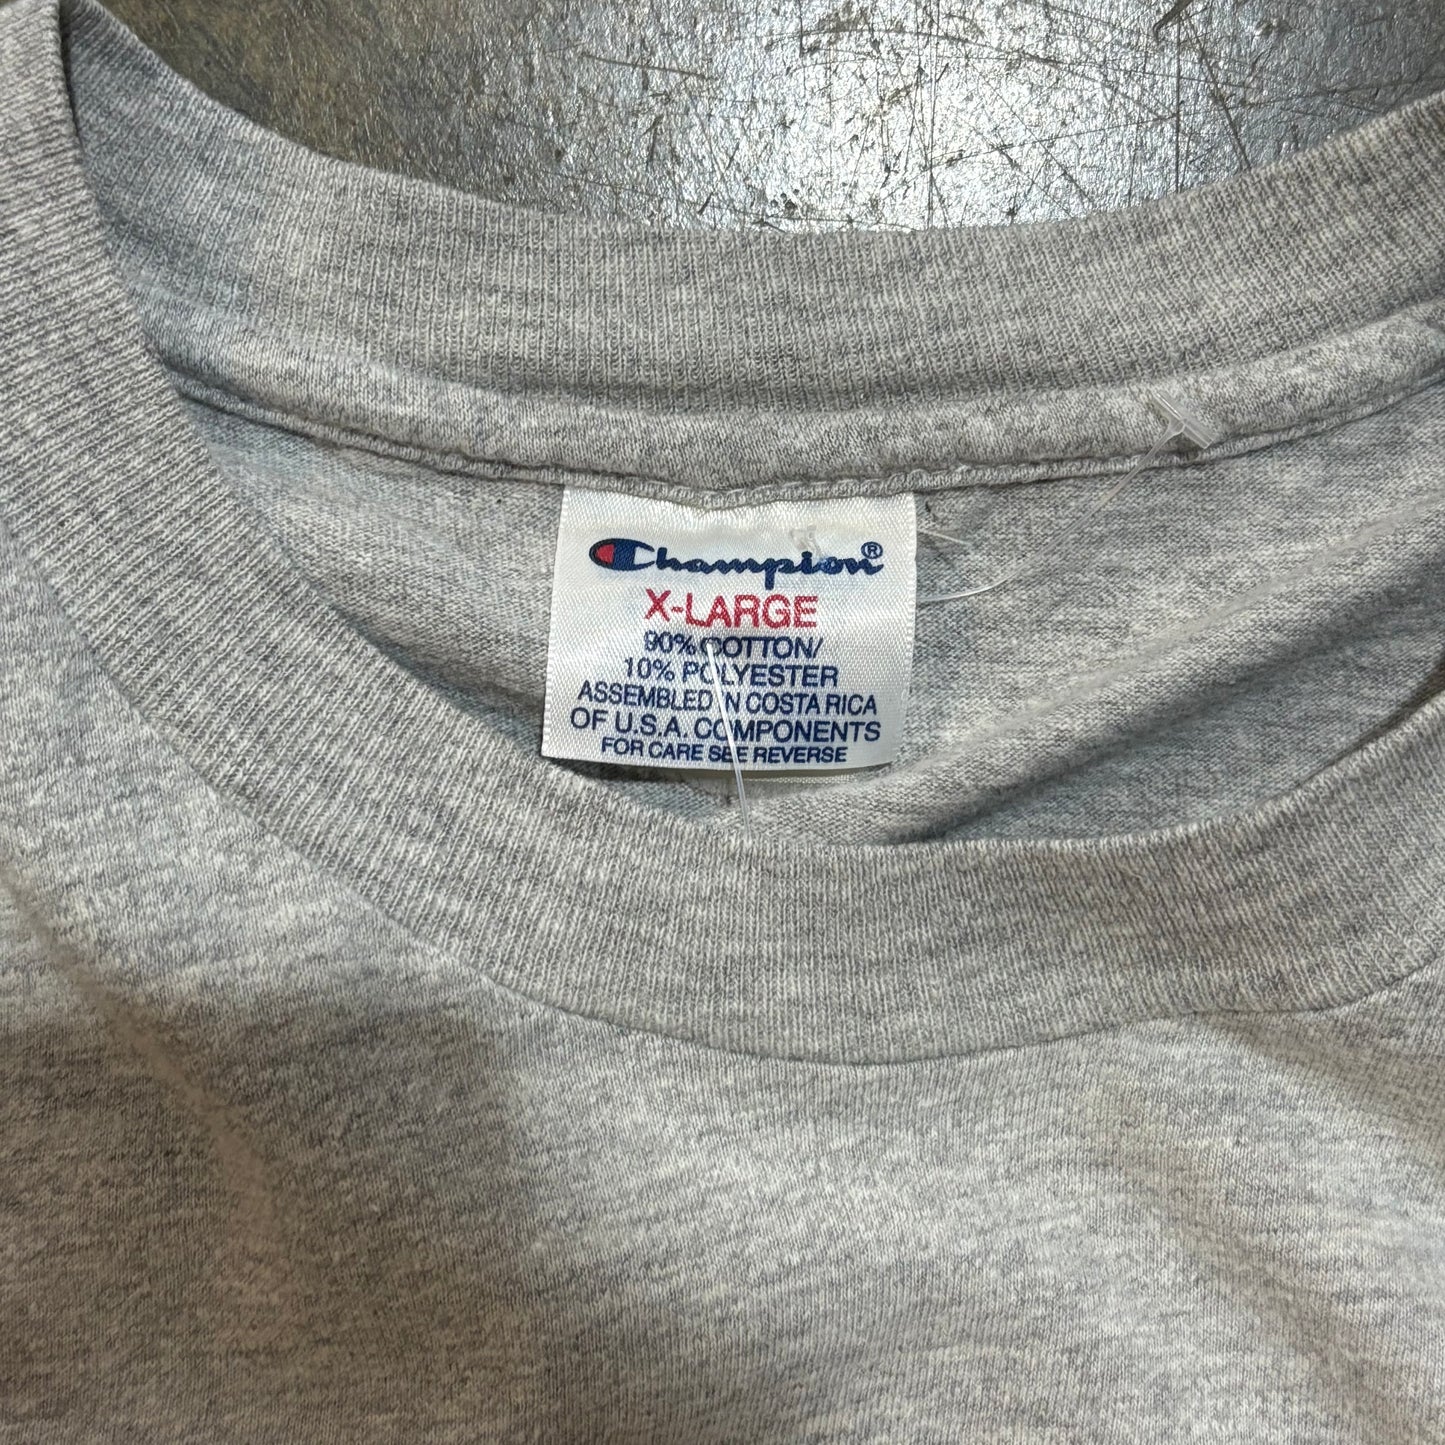 Champion®
X-LARGE
90% COTTON/
10% POLYESTER
ASSEMBLED IN COSTA RICA
OF U.S.A. COMPONENTS
FOR CARE SEE REVERSE